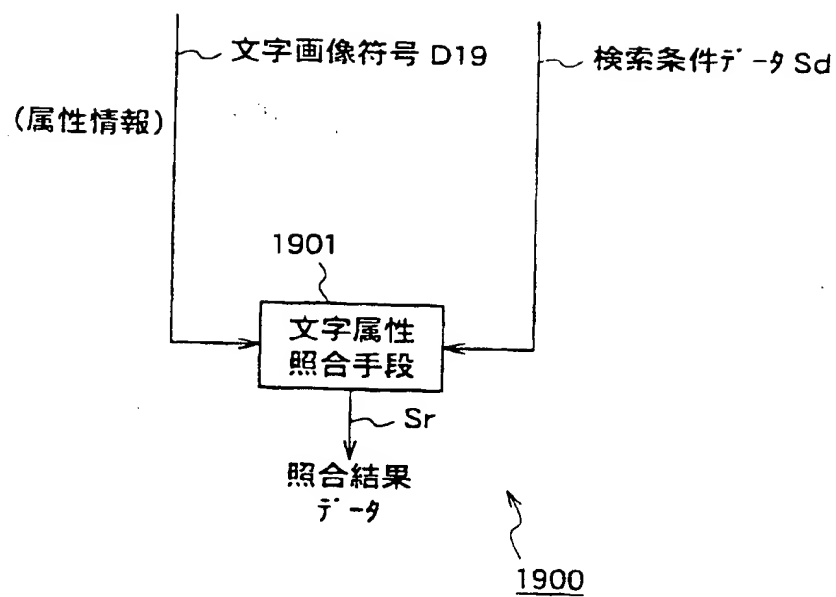 文字画像符号 D19
検索条件データ Sd
(属性情報)
1901
文字属性
照合手段
Sr
照合結果
データ
1900